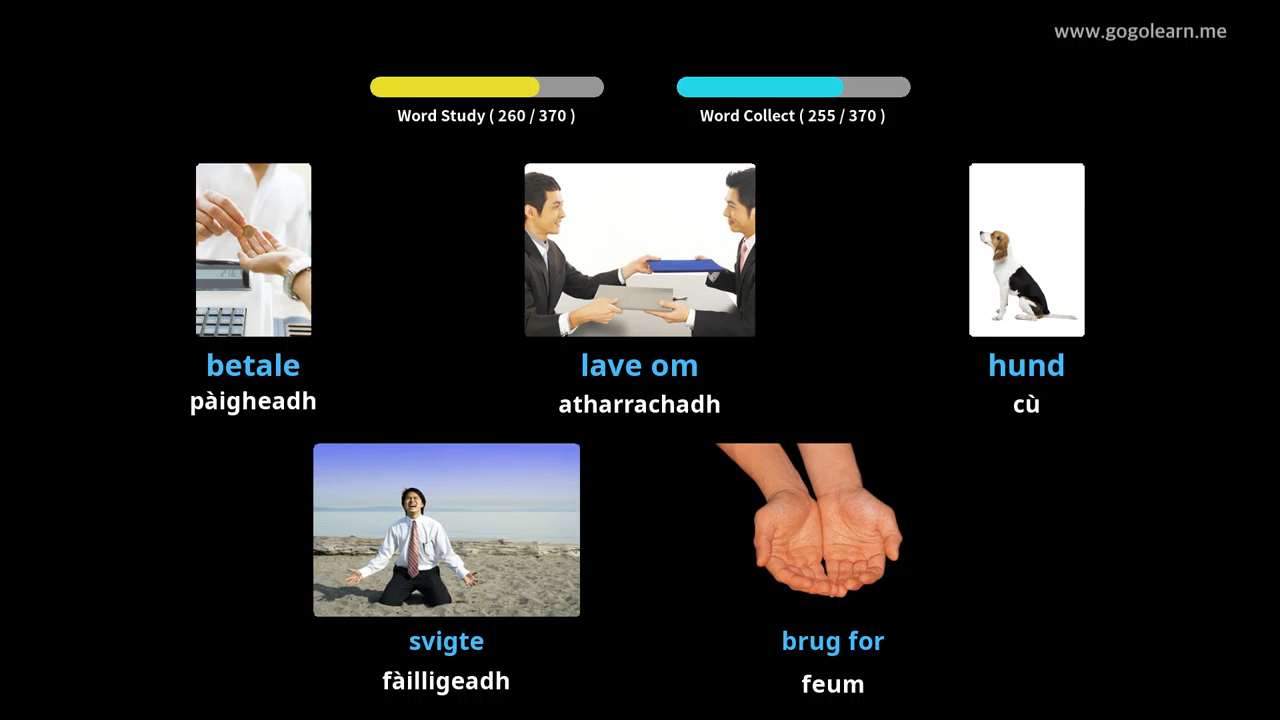 www.gogolearn.me
Word Study ( 260 / 370 )
Word Collect ( 255 / 370 )
betale
lave om
hund
pàigheadh
atharrachadh
cù
svigte
brug for
fàilligeadh
feum